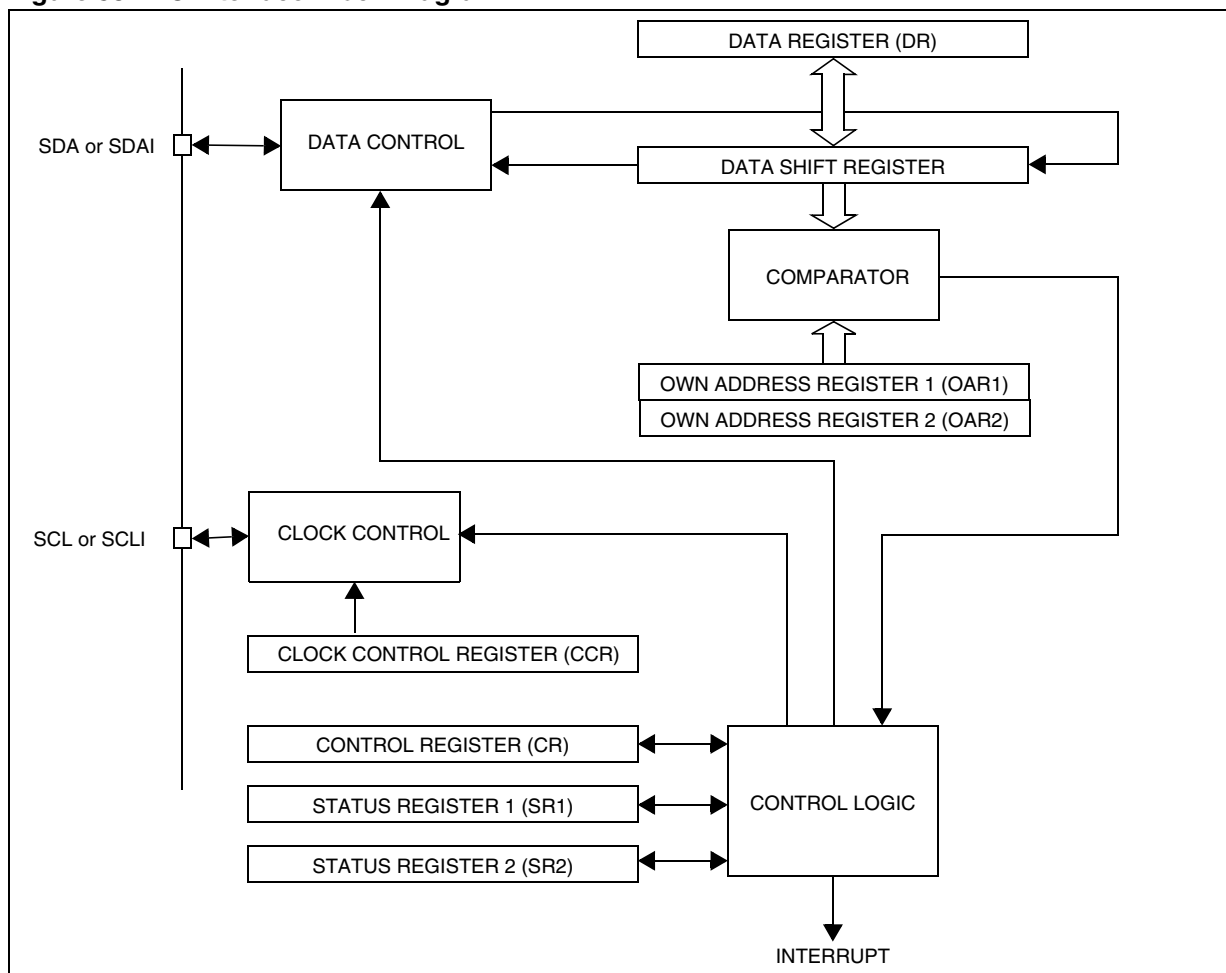 DATA REGISTER (DR)
SDA or SDAI
DATA CONTROL
DATA SHIFT REGISTER
COMPARATOR
OWN ADDRESS REGISTER 1 (OAR1)
OWN ADDRESS REGISTER 2 (OAR2)
SCL or SCLI
CLOCK CONTROL
CLOCK CONTROL REGISTER (CCR)
CONTROL REGISTER (CR)
STATUS REGISTER 1 (SR1)
CONTROL LOGIC
STATUS REGISTER 2 (SR2)
INTERRUPT